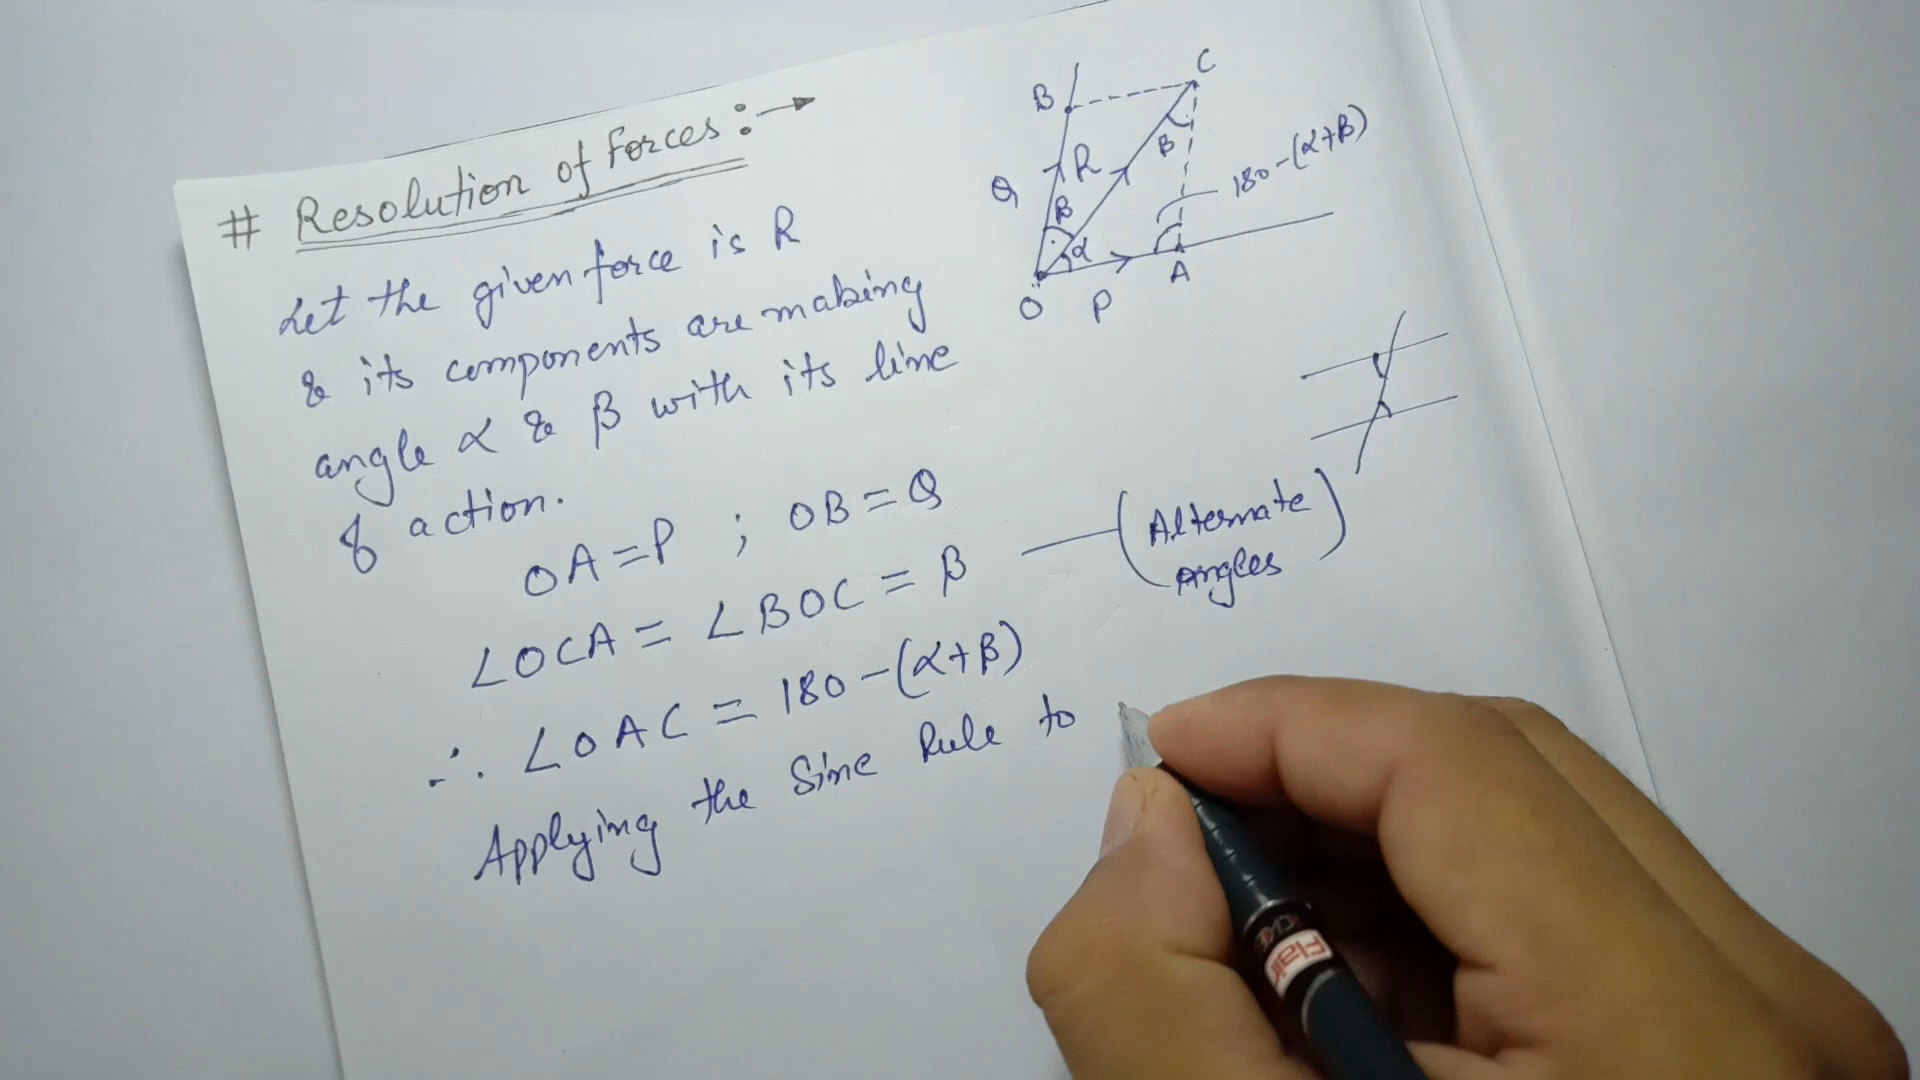 # Resolution of Forces:→
Let the given force is R
& its components are making
angle α & β with its line
of action.
OA = P ; OB = Q
∠OCA = ∠BOC = β — (Alternate
Angles)
∴ ∠OAC = 180 - (α+β)
Applying the Sine Rule to
B
C
Q
R
β
β
α
180-(α+β)
O
P
A
Flair